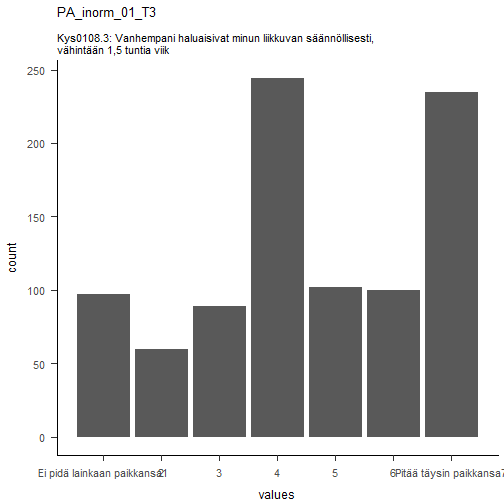 PA_inorm_01_T3
Kys0108.3: Vanhempani haluaisivat minun liikkuvan säännöllisesti,
vähintään 1,5 tuntia viik
250
200
150
100
50
0
count
Ei pidä lainkaan paikkansa1
2
3
4
5
6
Pitää täysin paikkansa7
values